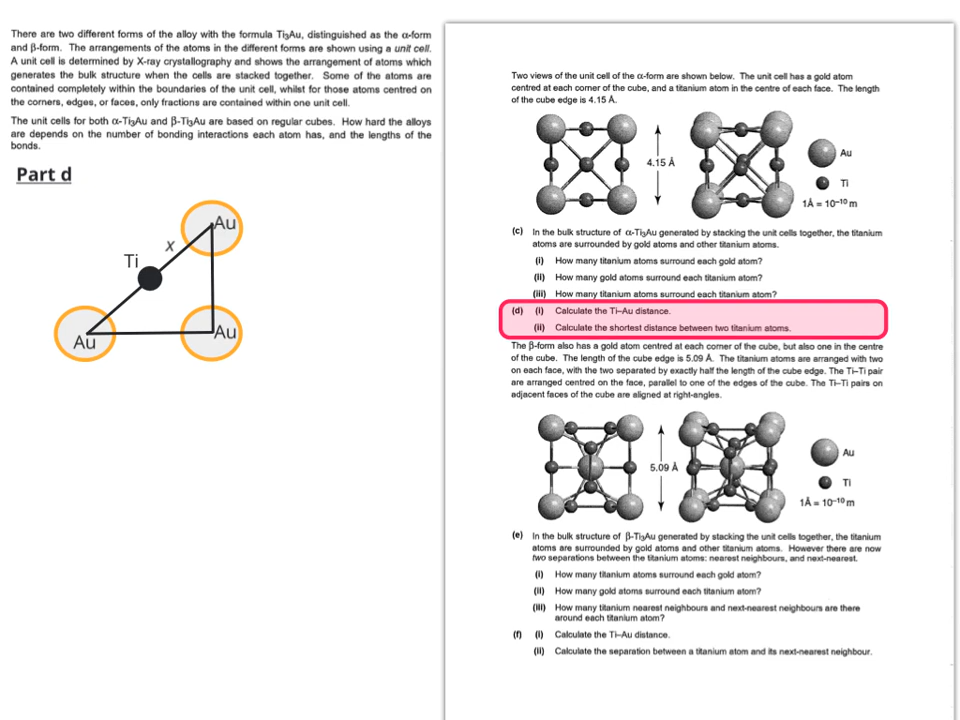 There are two different forms of the alloy with the formula Ti₃Au, distinguished as the α-form
and β-form. The arrangements of the atoms in the different forms are shown using a unit cell.
A unit cell is determined by X-ray crystallography and shows the arrangement of atoms which
generates the bulk structure when the cells are stacked together. Some of the atoms are
contained completely within the boundaries of the unit cell, whilst for those atoms centred on
the corners, edges, or faces, only fractions are contained within one unit cell.
The unit cells for both α-Ti₃Au and β-Ti₃Au are based on regular cubes. How hard the alloys
are depends on the number of bonding interactions each atom has, and the lengths of the
bonds.
Part d
Au
x
Ti
Au
Au
Two views of the unit cell of the α-form are shown below. The unit cell has a gold atom
centred at each corner of the cube, and a titanium atom in the centre of each face. The length
of the cube edge is 4.15 Å.
4.15 Å
Au
Ti
1Å = 10⁻¹⁰ m
(c) In the bulk structure of α-Ti₃Au generated by stacking the unit cells together, the titanium
atoms are surrounded by gold atoms and other titanium atoms.
(i) How many titanium atoms surround each gold atom?
(ii) How many gold atoms surround each titanium atom?
(iii) How many titanium atoms surround each titanium atom?
(d) (i) Calculate the Ti–Au distance.
(ii) Calculate the shortest distance between two titanium atoms.
The β-form also has a gold atom centred at each corner of the cube, but also one in the centre
of the cube. The length of the cube edge is 5.09 Å. The titanium atoms are arranged with two
on each face, with the two separated by exactly half the length of the cube edge. The Ti–Ti pair
are arranged centred on the face, parallel to one of the edges of the cube. The Ti–Ti pairs on
adjacent faces of the cube are aligned at right-angles.
5.09 Å
Au
Ti
1Å = 10⁻¹⁰ m
(e) In the bulk structure of β-Ti₃Au generated by stacking the unit cells together, the titanium
atoms are surrounded by gold atoms and other titanium atoms. However there are now
two separations between the titanium atoms: nearest neighbours, and next-nearest.
(i) How many titanium atoms surround each gold atom?
(ii) How many gold atoms surround each titanium atom?
(iii) How many titanium nearest neighbours and next-nearest neighbours are there
around each titanium atom?
(f) (i) Calculate the Ti–Au distance.
(ii) Calculate the separation between a titanium atom and its next-nearest neighbour.